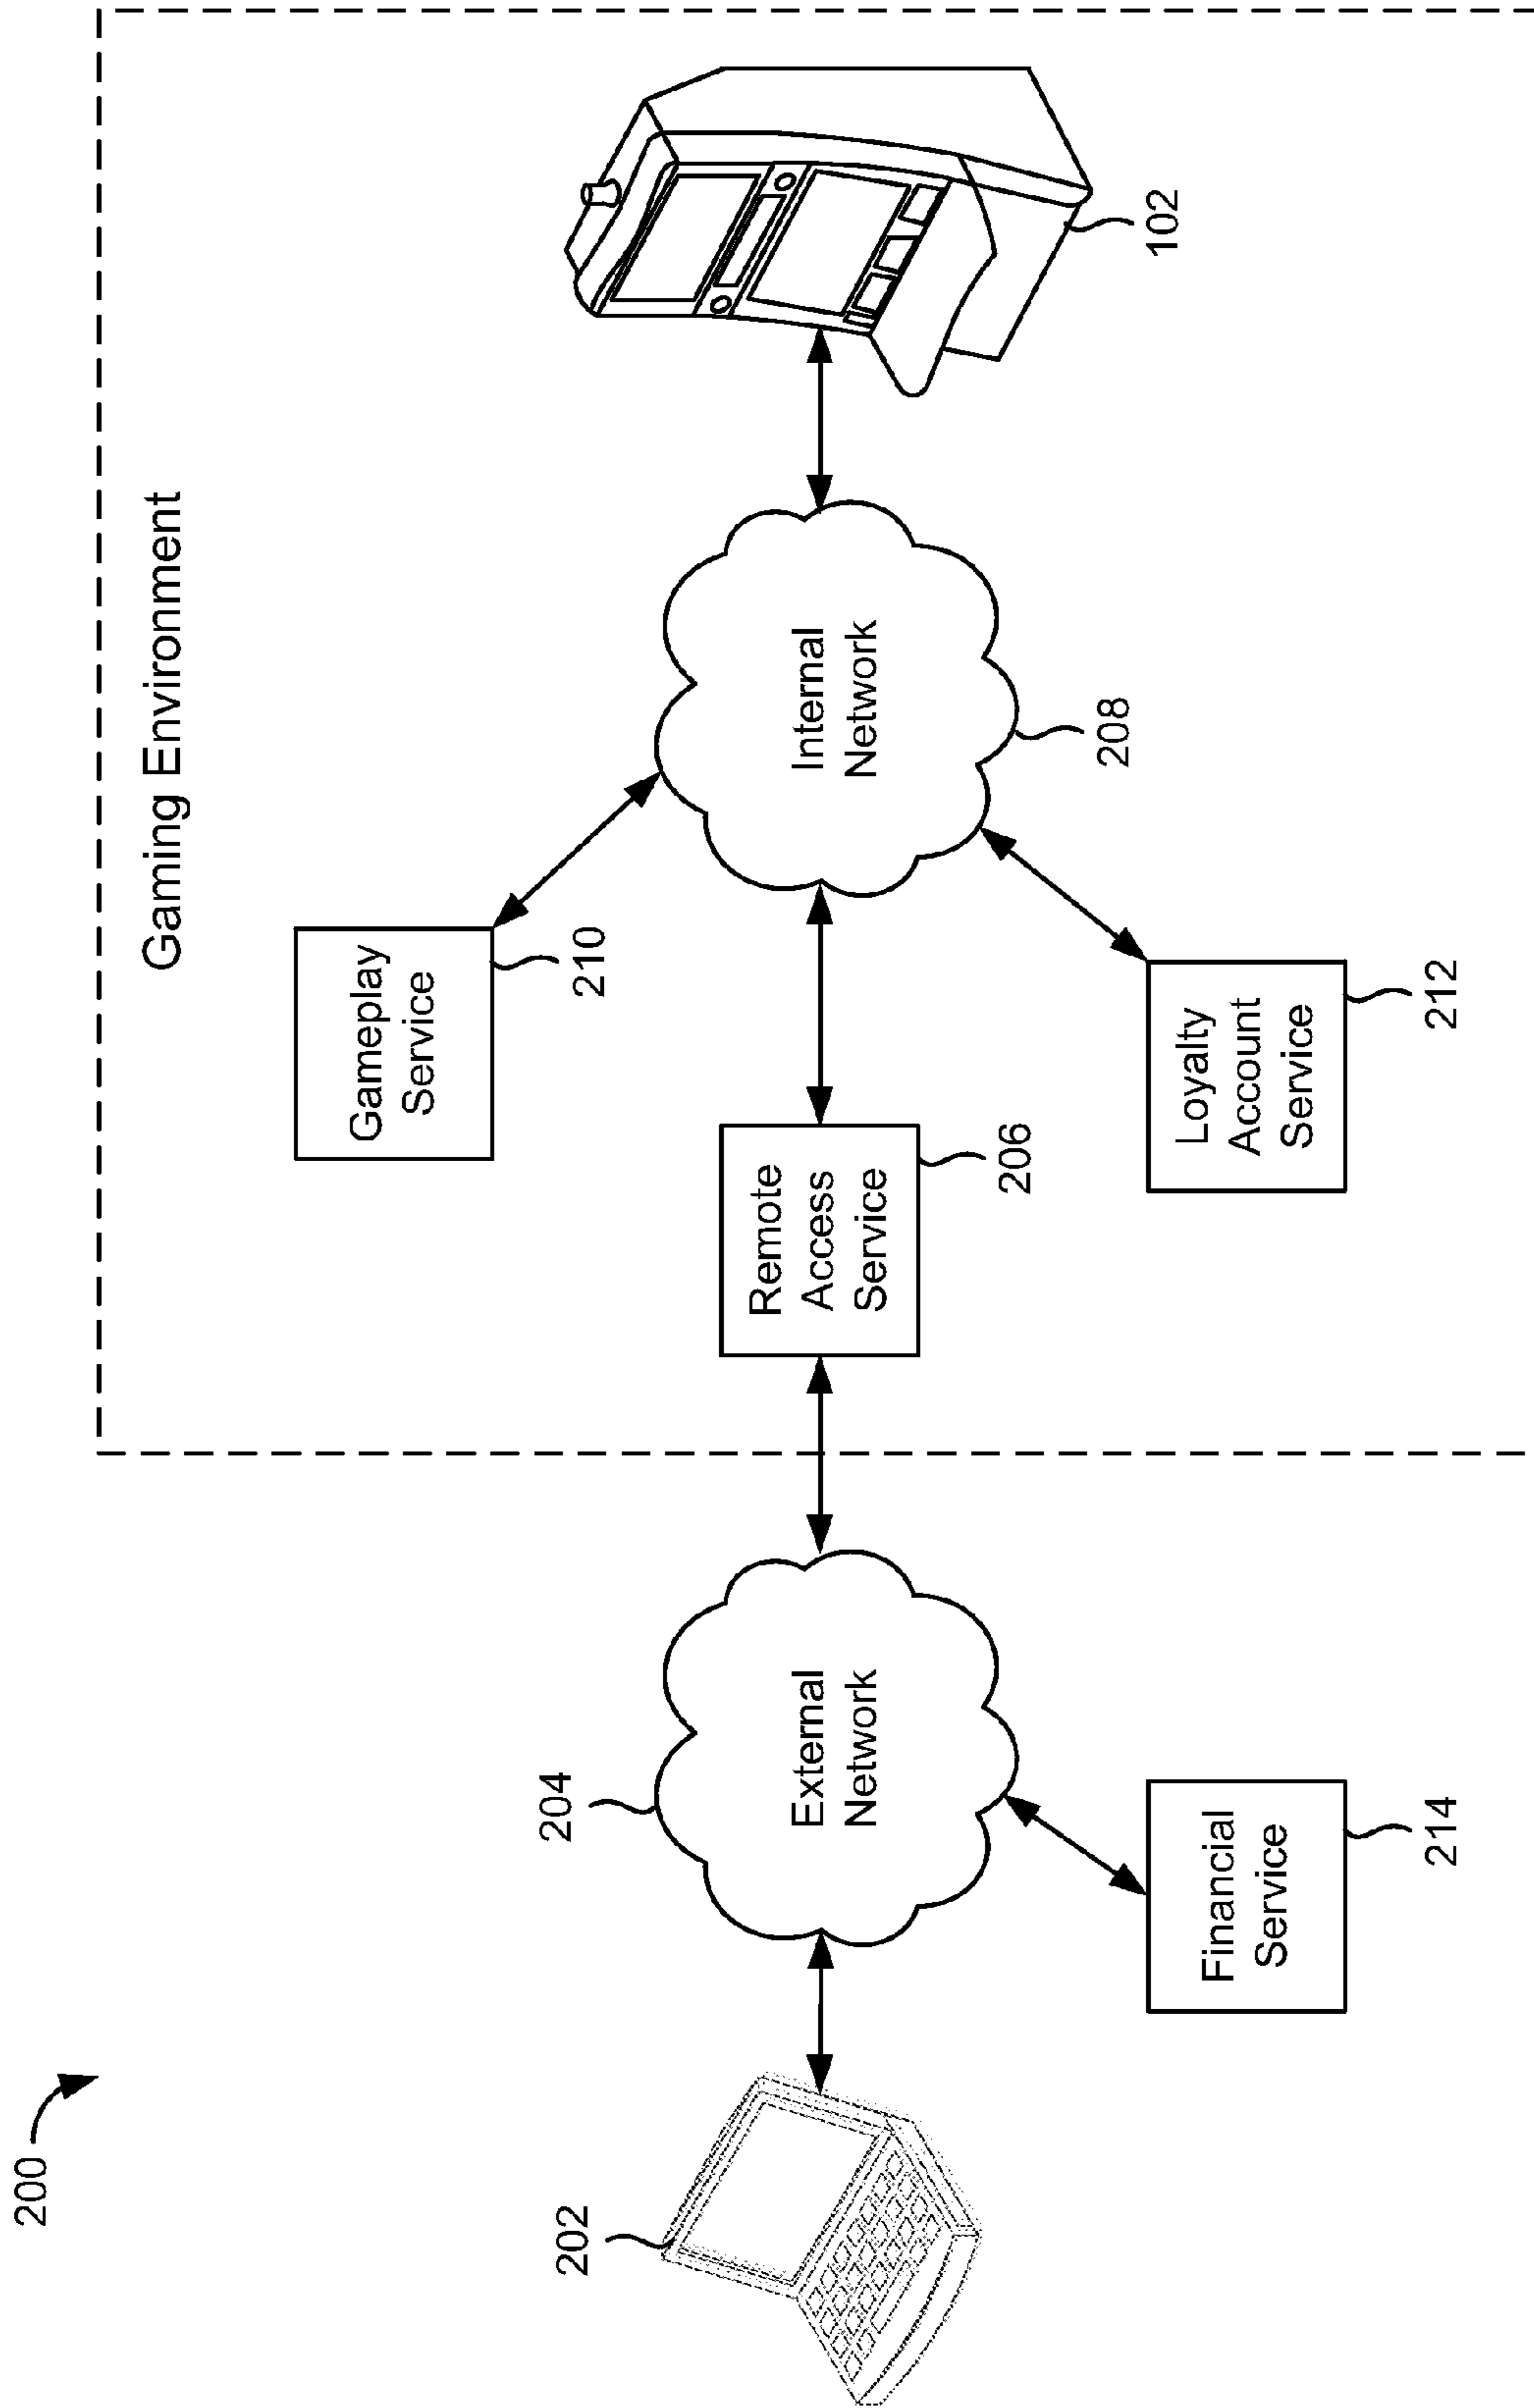 200
Gaming Environment
Gameplay
Service
210
204
202
External
Network
Remote
Access
Service
206
Internal
Network
208
102
Financial
Service
214
Loyalty
Account
Service
212